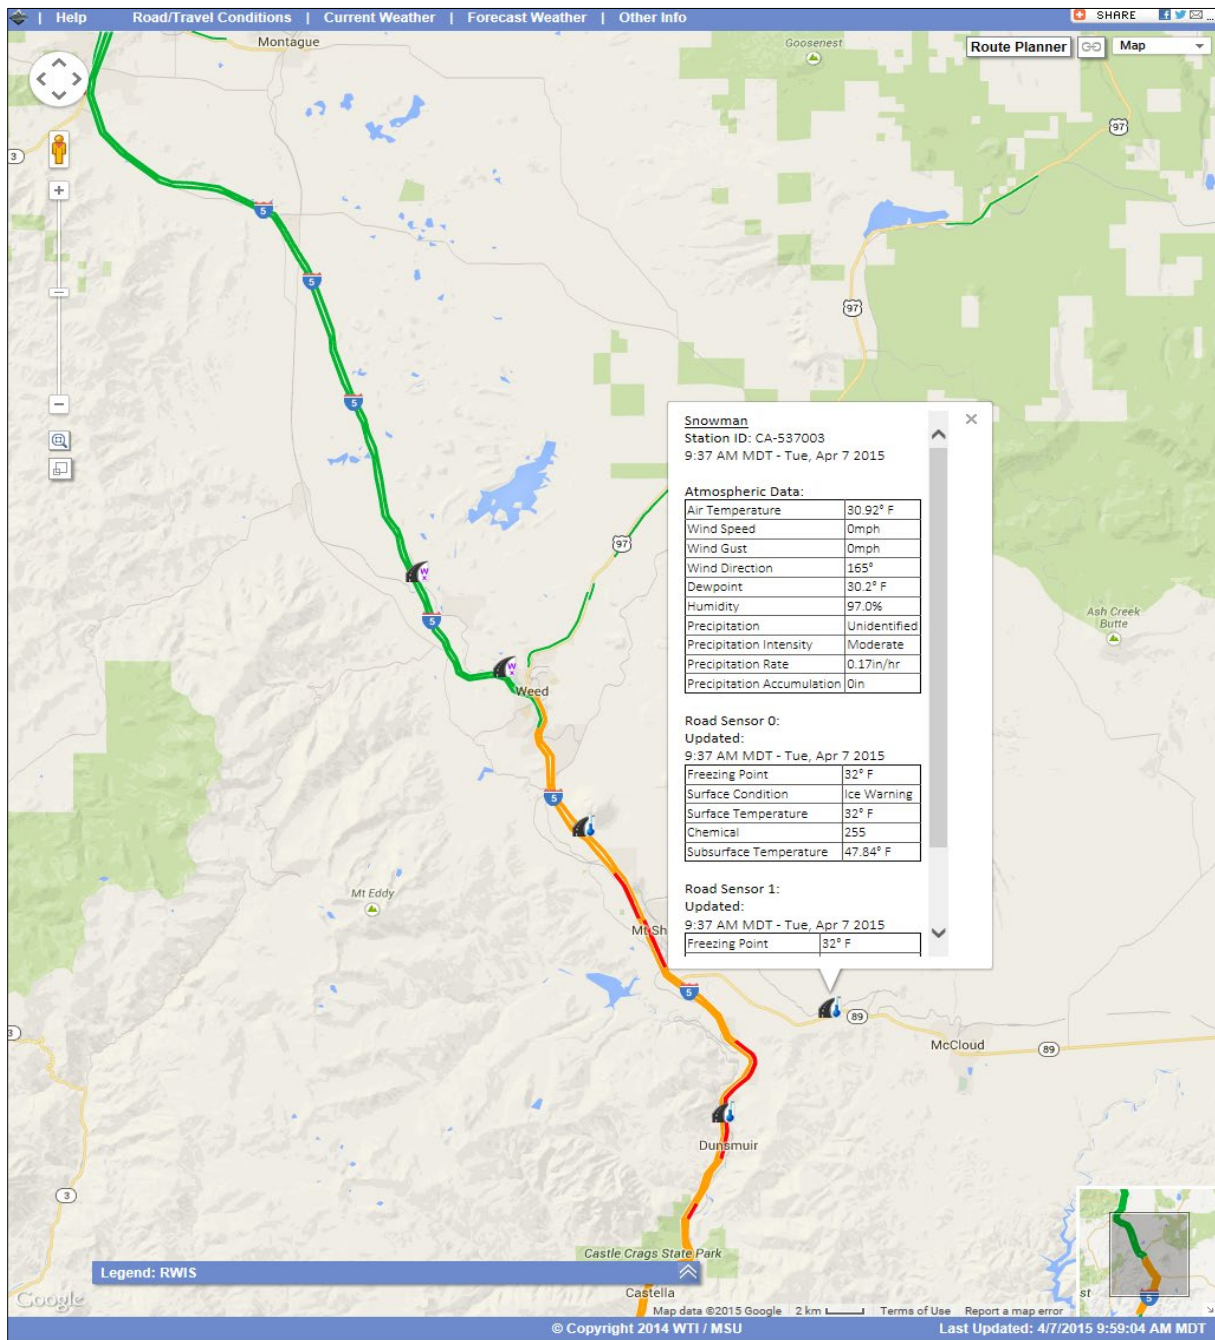 | Help Road/Travel Conditions | Current Weather | Forecast Weather | Other Info
SHARE
Montague
Goosenest
Route Planner
Map
97
3
5
5
97
5
Snowman
Station ID: CA-537003
9:37 AM MDT - Tue, Apr 7 2015
Atmospheric Data:
Air Temperature 30.92° F
Wind Speed 0mph
Wind Gust 0mph
Wind Direction 165°
Dewpoint 30.2° F
Humidity 97.0%
Precipitation Unidentified
Precipitation Intensity Moderate
Precipitation Rate 0.17in/hr
Precipitation Accumulation 0in
Road Sensor 0:
Updated:
9:37 AM MDT - Tue, Apr 7 2015
Freezing Point 32° F
Surface Condition Ice Warning
Surface Temperature 32° F
Chemical 255
Subsurface Temperature 47.84° F
Road Sensor 1:
Updated:
9:37 AM MDT - Tue, Apr 7 2015
Freezing Point 32° F
97
W
x
5
Ash Creek
Butte
W
x
Weed
5
Mt Eddy
Mt Sh
5
89
3
McCloud
89
Dunsmuir
3
Castle Crags State Park
Legend: RWIS
st
5
Google
Castella
Map data ©2015 Google 2 km Terms of Use Report a map error
© Copyright 2014 WTI / MSU
Last Updated: 4/7/2015 9:59:04 AM MDT